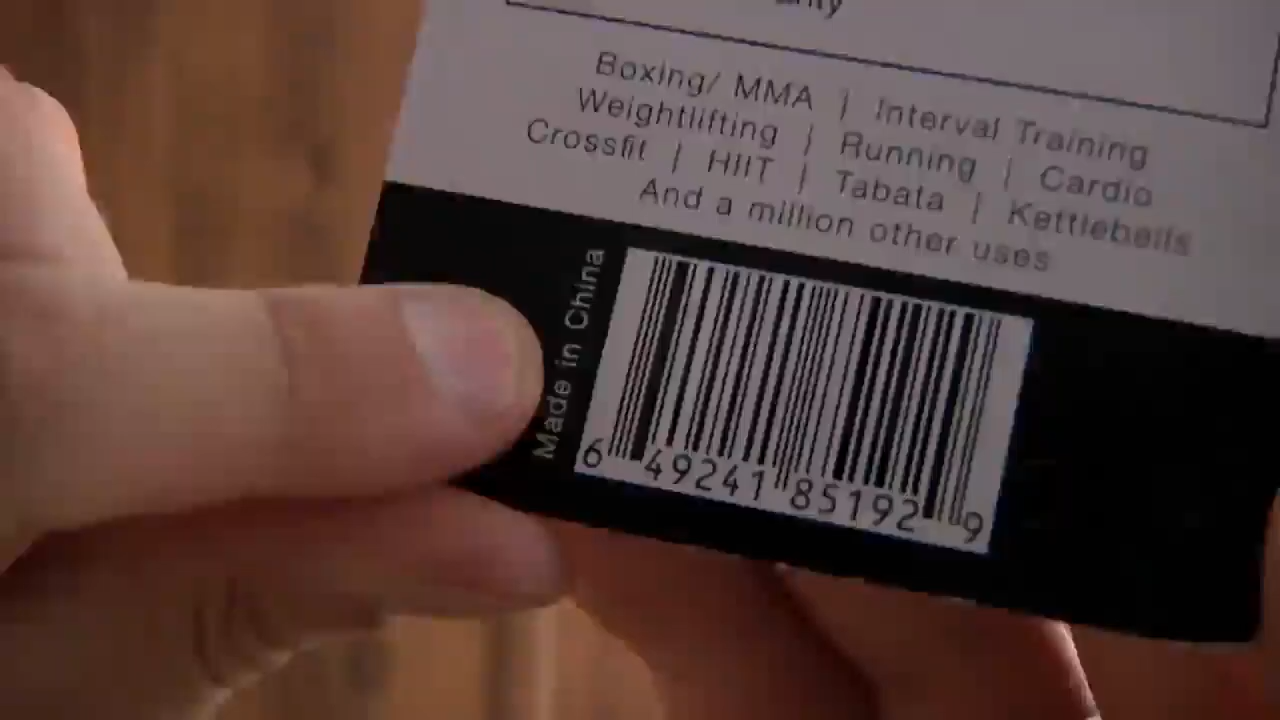 Boxing/ MMA | Interval Training
Weightlifting | Running | Cardio
Crossfit | HIIT | Tabata | Kettlebells
And a million other uses
Made in China
6 49241 85192 9